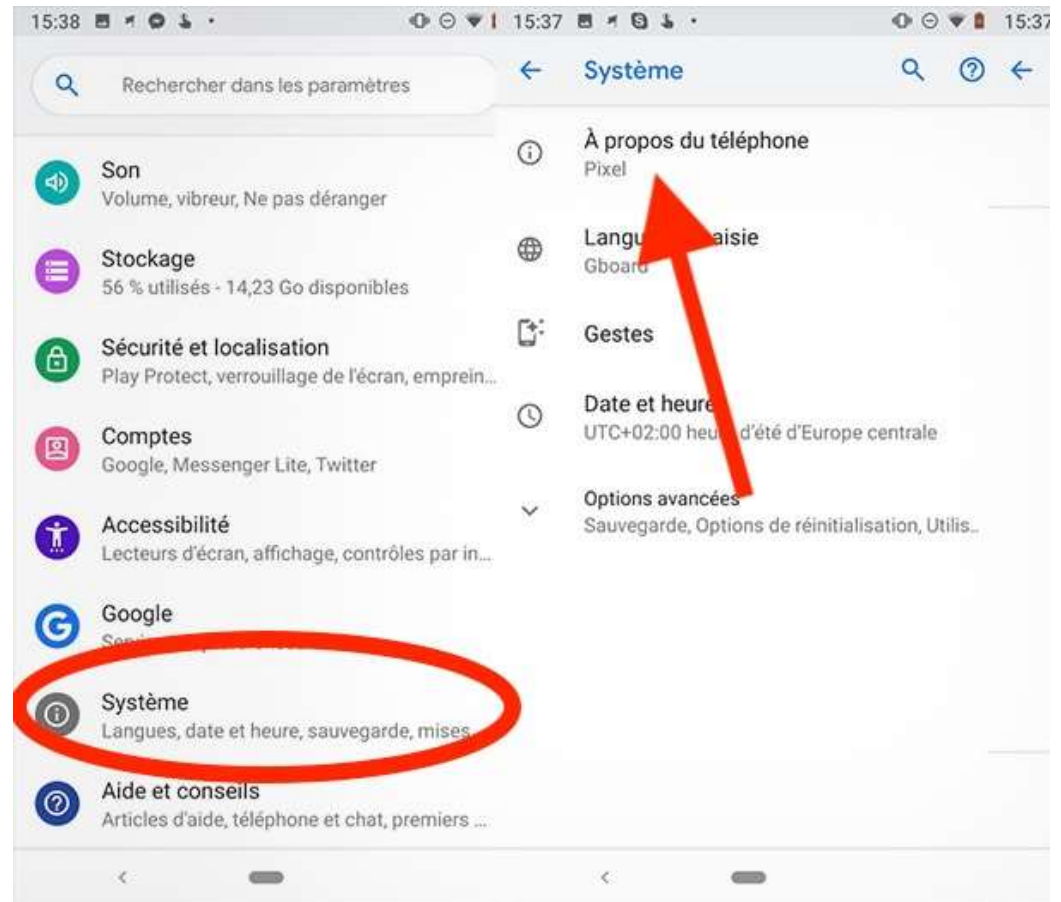 15:38
Rechercher dans les paramètres
Son
Volume, vibreur, Ne pas déranger
Stockage
56 % utilisés - 14,23 Go disponibles
Sécurité et localisation
Play Protect, verrouillage de l'écran, emprein...
Comptes
Google, Messenger Lite, Twitter
Accessibilité
Lecteurs d'écran, affichage, contrôles par in...
Google
Système
Langues, date et heure, sauvegarde, mises
Aide et conseils
Articles d'aide, téléphone et chat, premiers ...
15:37
Système
À propos du téléphone
Pixel
Gboard
Gestes
Date et heure
UTC+02:00 d'été d'Europe centrale
Options avancées
Sauvegarde, Options de réinitialisation, Utilis..
15:37